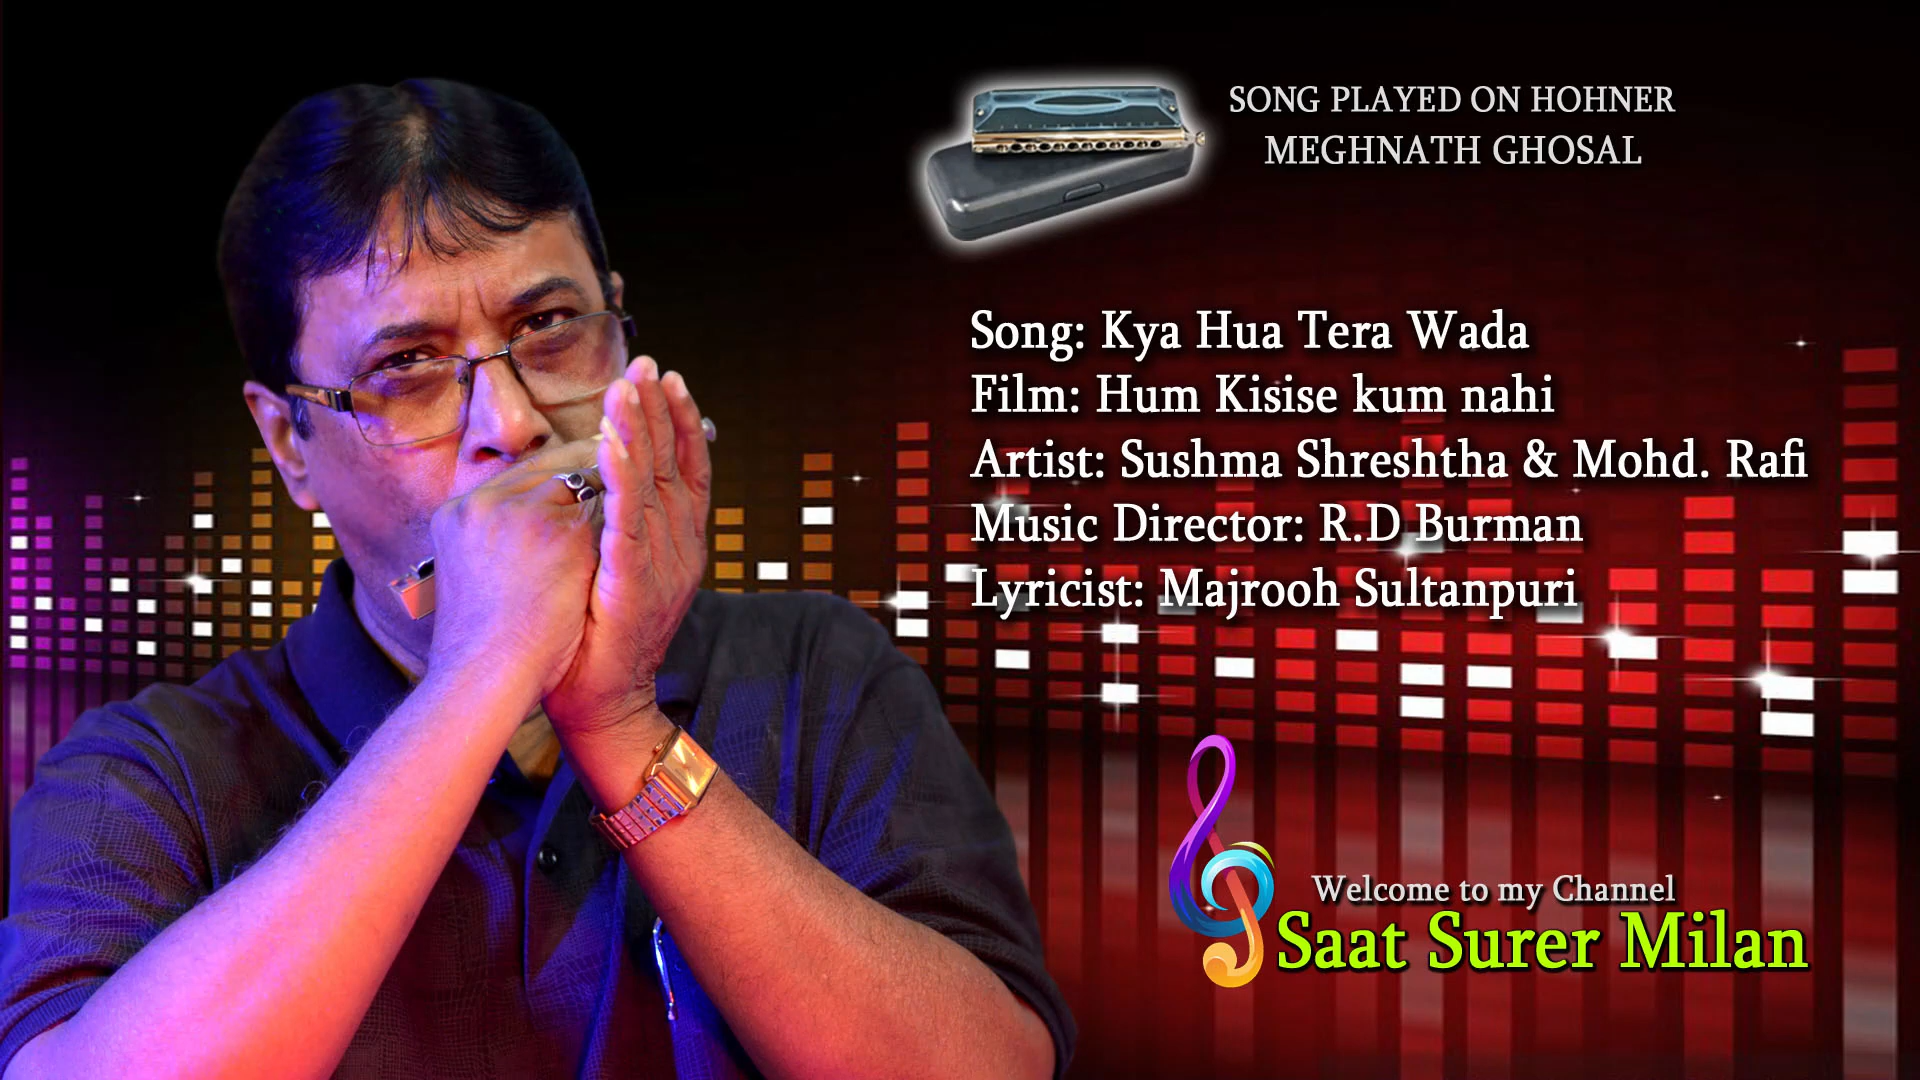 SONG PLAYED ON HOHNER
MEGHNATH GHOSAL
Song: Kya Hua Tera Wada
Film: Hum Kisise kum nahi
Artist: Sushma Shreshtha & Mohd. Rafi
Music Director: R.D Burman
Lyricist: Majrooh Sultanpuri
Welcome to my Channel
Saat Surer Milan